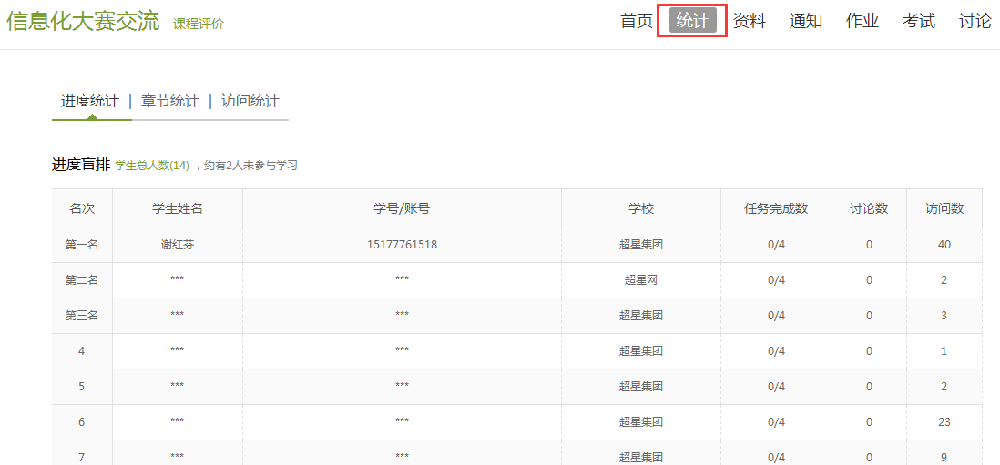 信息化大赛交流 课程评价 首页 统计 资料 通知 作业 考试 讨论
进度统计 | 章节统计 | 访问统计
进度盲排 学生总人数(14) ，约有2人未参与学习
名次 学生姓名 学号/账号 学校 任务完成数 讨论数 访问数
第一名 谢红芬 15177761518 超星集团 0/4 0 40
第二名 *** *** 超星网 0/4 0 2
第三名 *** *** 超星集团 0/4 0 3
4 *** *** 超星集团 0/4 0 1
5 *** *** 超星集团 0/4 0 2
6 *** *** 超星集团 0/4 0 23
7 *** *** 超星集团 0/4 0 9